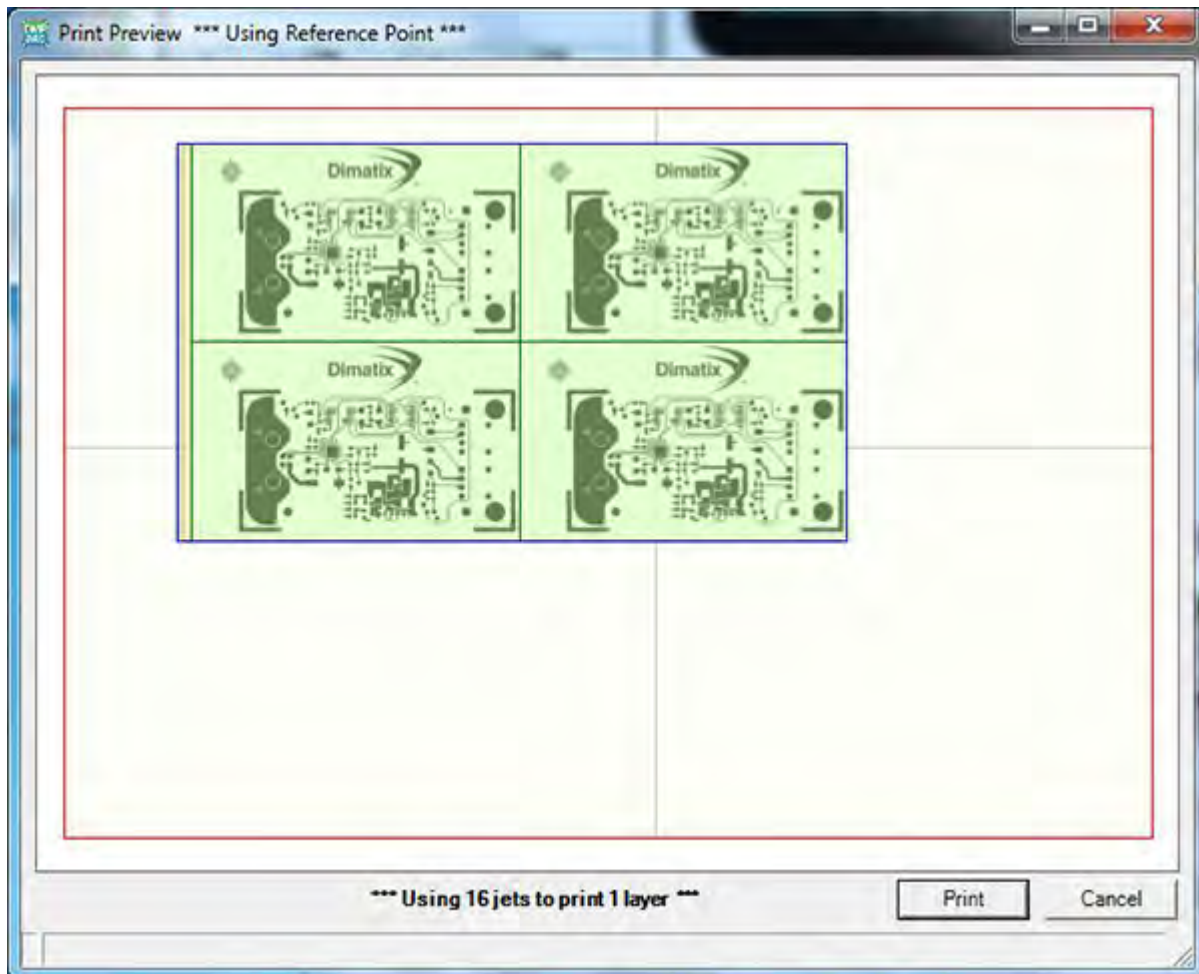 Print Preview *** Using Reference Point ***
Dimatix
Dimatix
Dimatix
Dimatix
*** Using 16 jets to print 1 layer ***
Print
Cancel